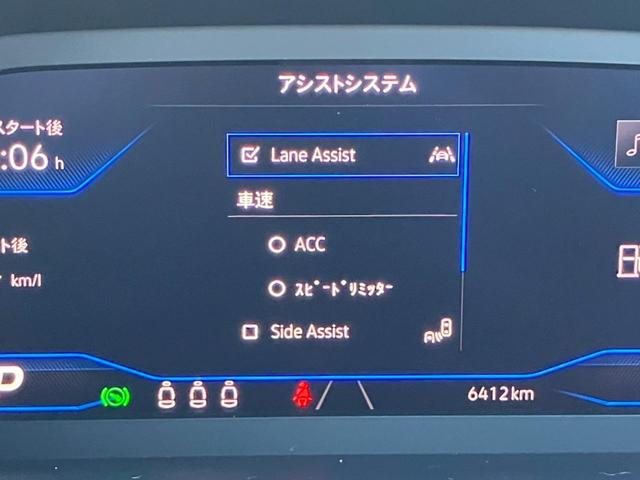 アシストシステム
スタート後
:06 h
Lane Assist
車速
ACC
ト後
km/l
ｽﾋﾟｰﾄﾞﾘﾐｯﾀｰ
Side Assist
P
6412 km